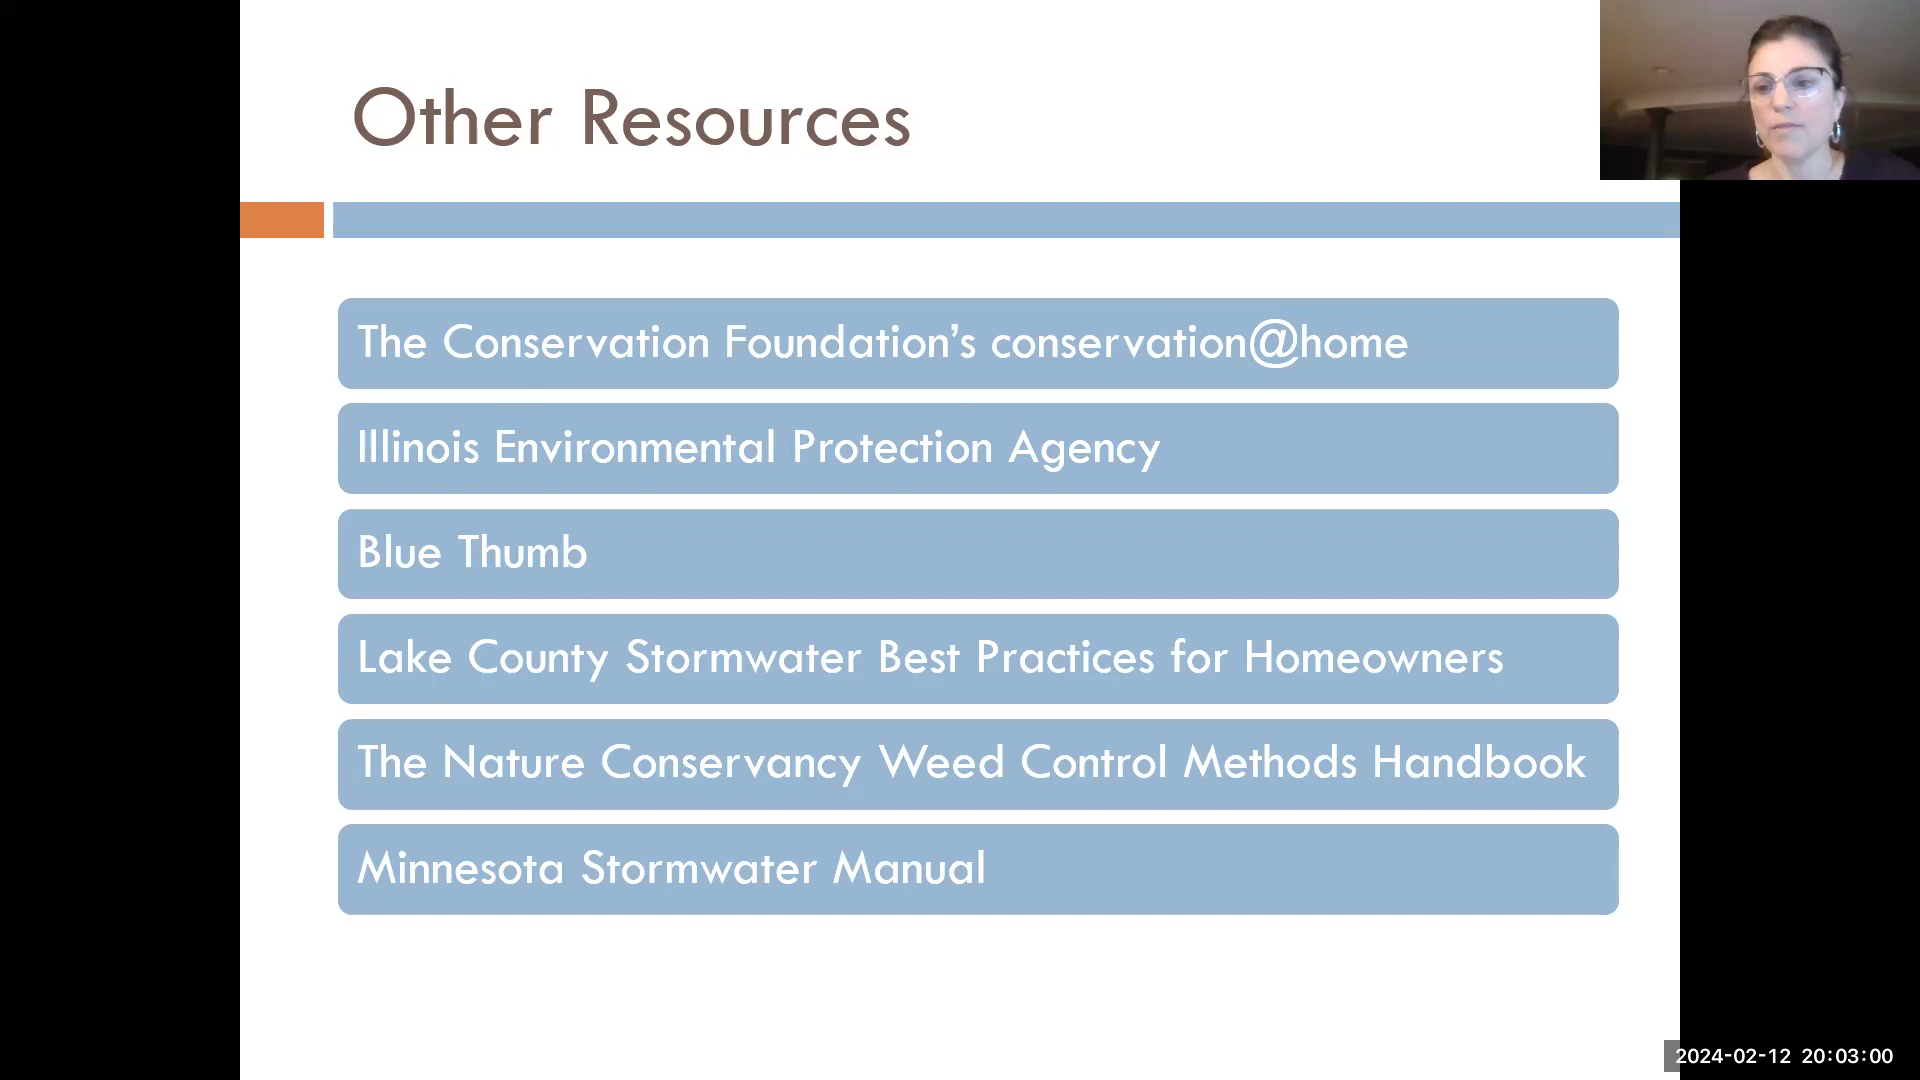 Other Resources
The Conservation Foundation’s conservation@home
Illinois Environmental Protection Agency
Blue Thumb
Lake County Stormwater Best Practices for Homeowners
The Nature Conservancy Weed Control Methods Handbook
Minnesota Stormwater Manual
2024-02-12 20:03:00